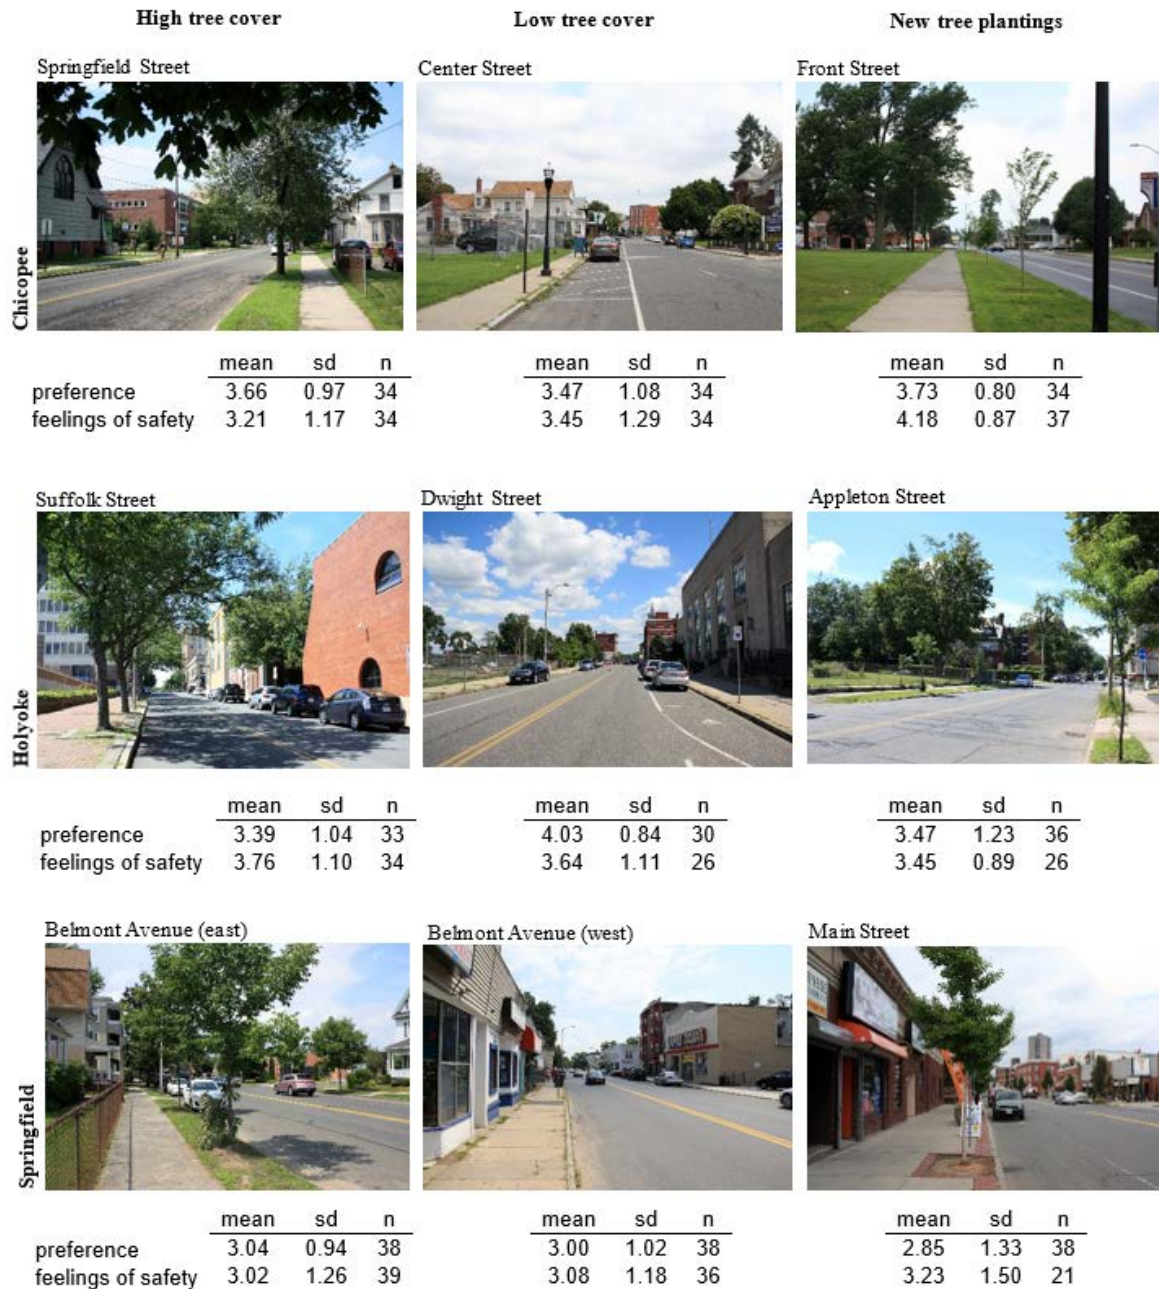 High tree cover Low tree cover New tree plantings
Springfield Street Center Street Front Street
Chicopee
mean sd n mean sd n mean sd n
preference 3.66 0.97 34 3.47 1.08 34 3.73 0.80 34
feelings of safety 3.21 1.17 34 3.45 1.29 34 4.18 0.87 37
Suffolk Street Dwight Street Appleton Street
Holyoke
mean sd n mean sd n mean sd n
preference 3.39 1.04 33 4.03 0.84 30 3.47 1.23 36
feelings of safety 3.76 1.10 34 3.64 1.11 26 3.45 0.89 26
Belmont Avenue (east) Belmont Avenue (west) Main Street
Springfield
mean sd n mean sd n mean sd n
preference 3.04 0.94 38 3.00 1.02 38 2.85 1.33 38
feelings of safety 3.02 1.26 39 3.08 1.18 36 3.23 1.50 21